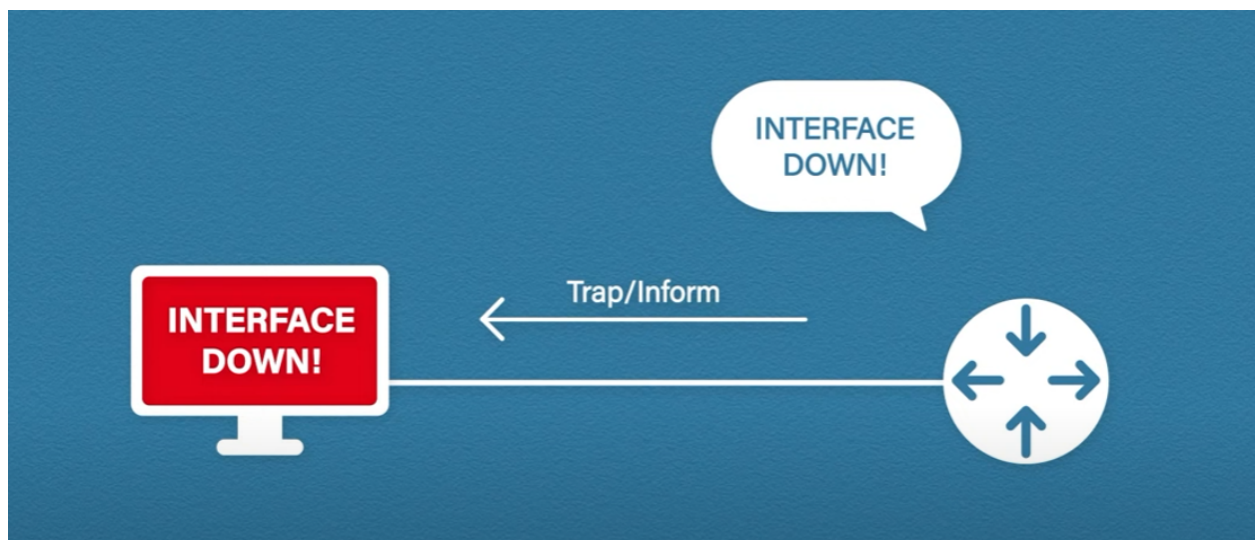 INTERFACE
DOWN!
Trap/Inform
INTERFACE
DOWN!